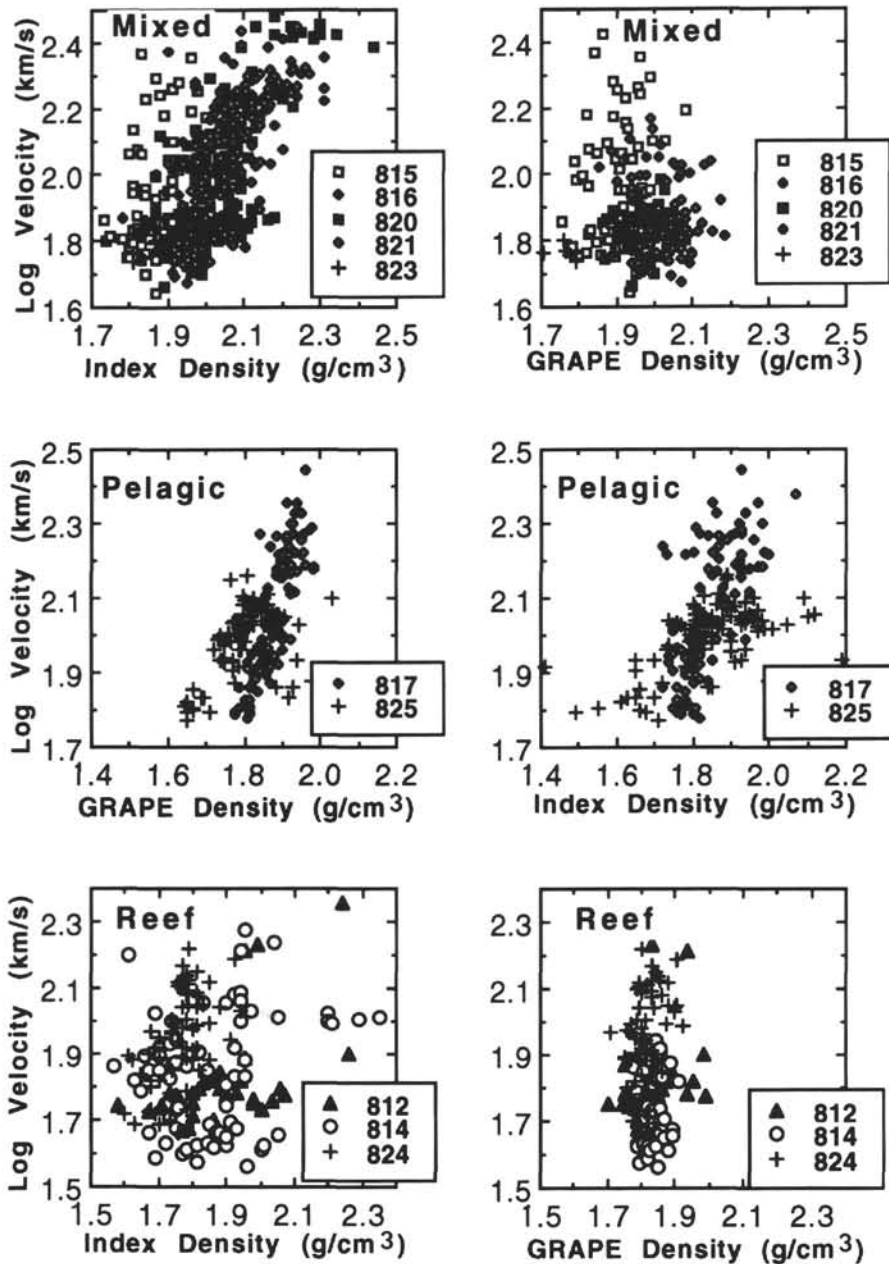 Mixed
Log Velocity (km/s)
2.4
2.2
2.0
1.8
1.6
1.7 1.9 2.1 2.3 2.5
Index Density (g/cm3)
815
816
820
821
823
Mixed
2.4
2.2
2.0
1.8
1.6
1.7 1.9 2.1 2.3 2.5
GRAPE Density (g/cm3)
815
816
820
821
823
Pelagic
Log Velocity (km/s)
2.5
2.3
2.1
1.9
1.7
1.4 1.6 1.8 2.0 2.2
GRAPE Density (g/cm3)
817
825
Pelagic
Log Velocity (km/s)
2.5
2.3
2.1
1.9
1.7
1.4 1.6 1.8 2.0 2.2
Index Density (g/cm3)
817
825
Reef
Log Velocity (km/s)
2.3
2.1
1.9
1.7
1.5
1.5 1.7 1.9 2.1 2.3
Index Density (g/cm3)
812
814
824
Reef
Log Velocity (km/s)
2.3
2.1
1.9
1.7
1.5
1.5 1.7 1.9 2.1 2.3
GRAPE Density (g/cm3)
812
814
824